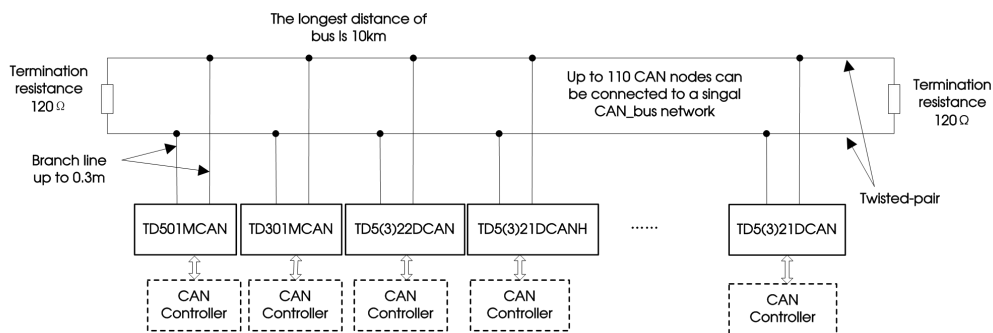 The longest distance of
bus is 10km
Termination
resistance
120Ω
Up to 110 CAN nodes can
be connected to a singal
CAN_bus network
Termination
resistance
120Ω
Branch line
up to 0.3m
Twisted-pair
TD501MCAN
TD301MCAN
TD5(3)22DCAN
TD5(3)21DCANH
......
TD5(3)21DCAN
CAN
Controller
CAN
Controller
CAN
Controller
CAN
Controller
CAN
Controller